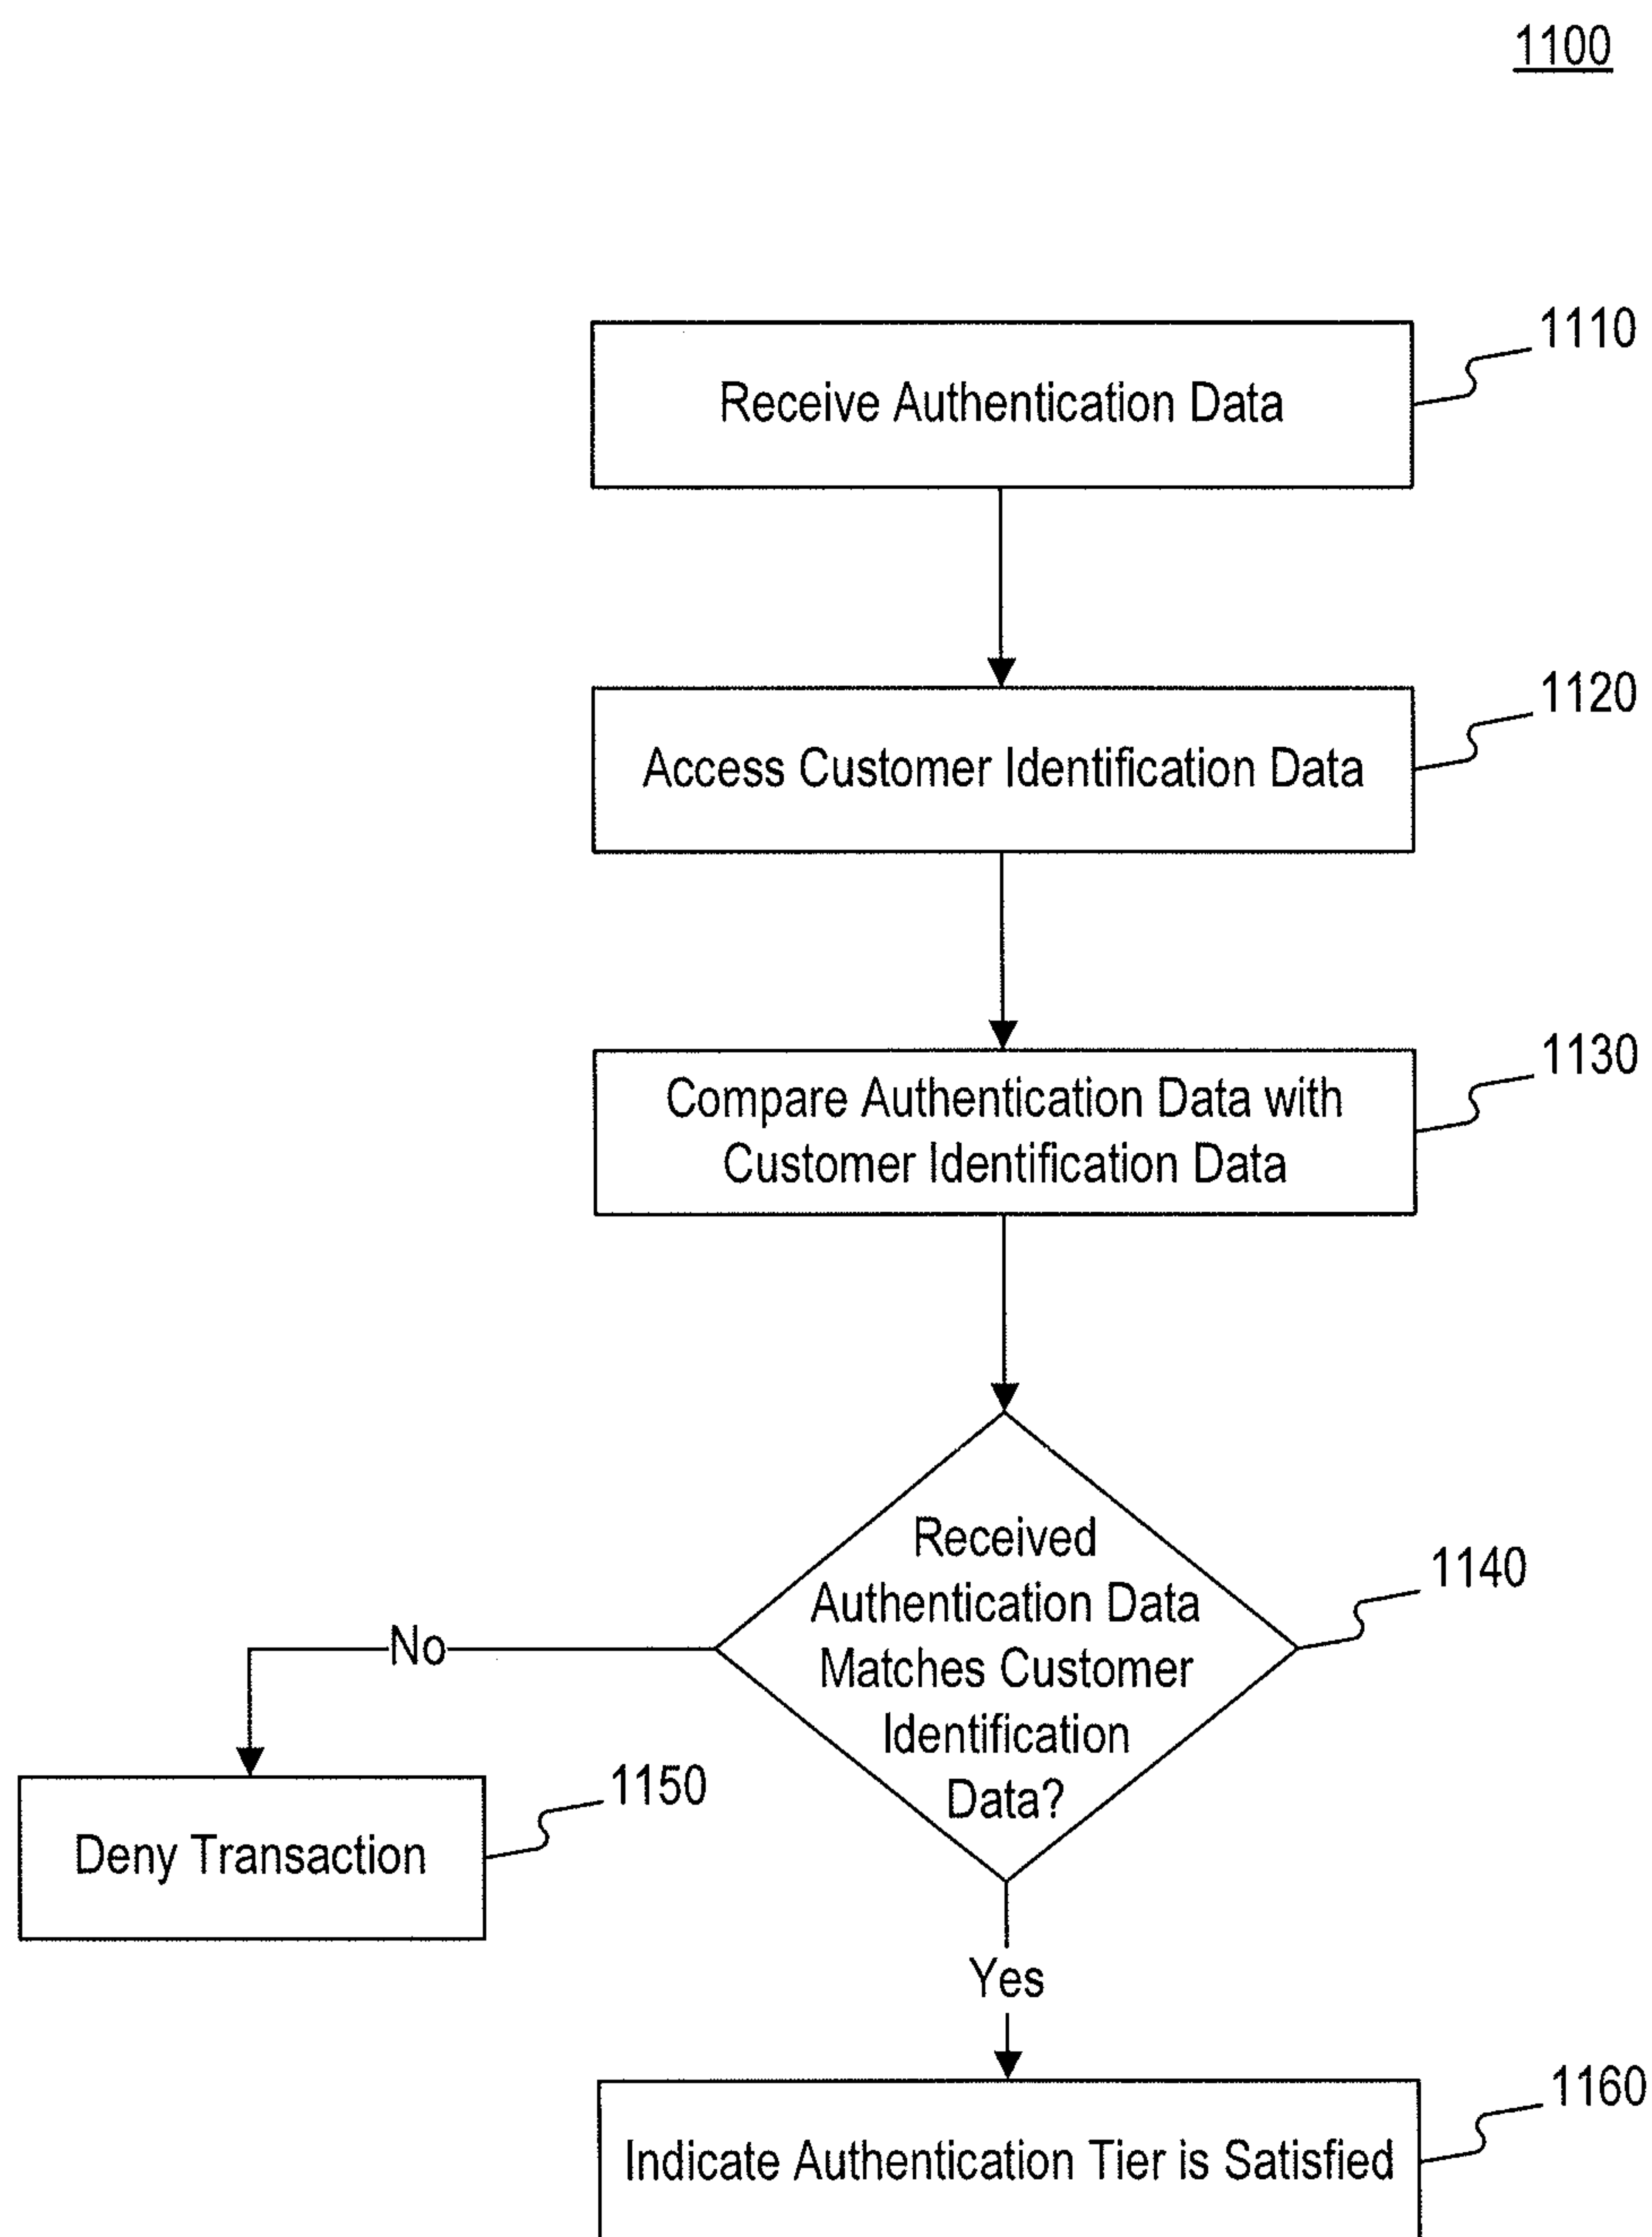 1100
Receive Authentication Data
1110
Access Customer Identification Data
1120
Compare Authentication Data with
Customer Identification Data
1130
Received
Authentication Data
Matches Customer
Identification
Data?
1140
No
Deny Transaction
1150
Yes
Indicate Authentication Tier is Satisfied
1160